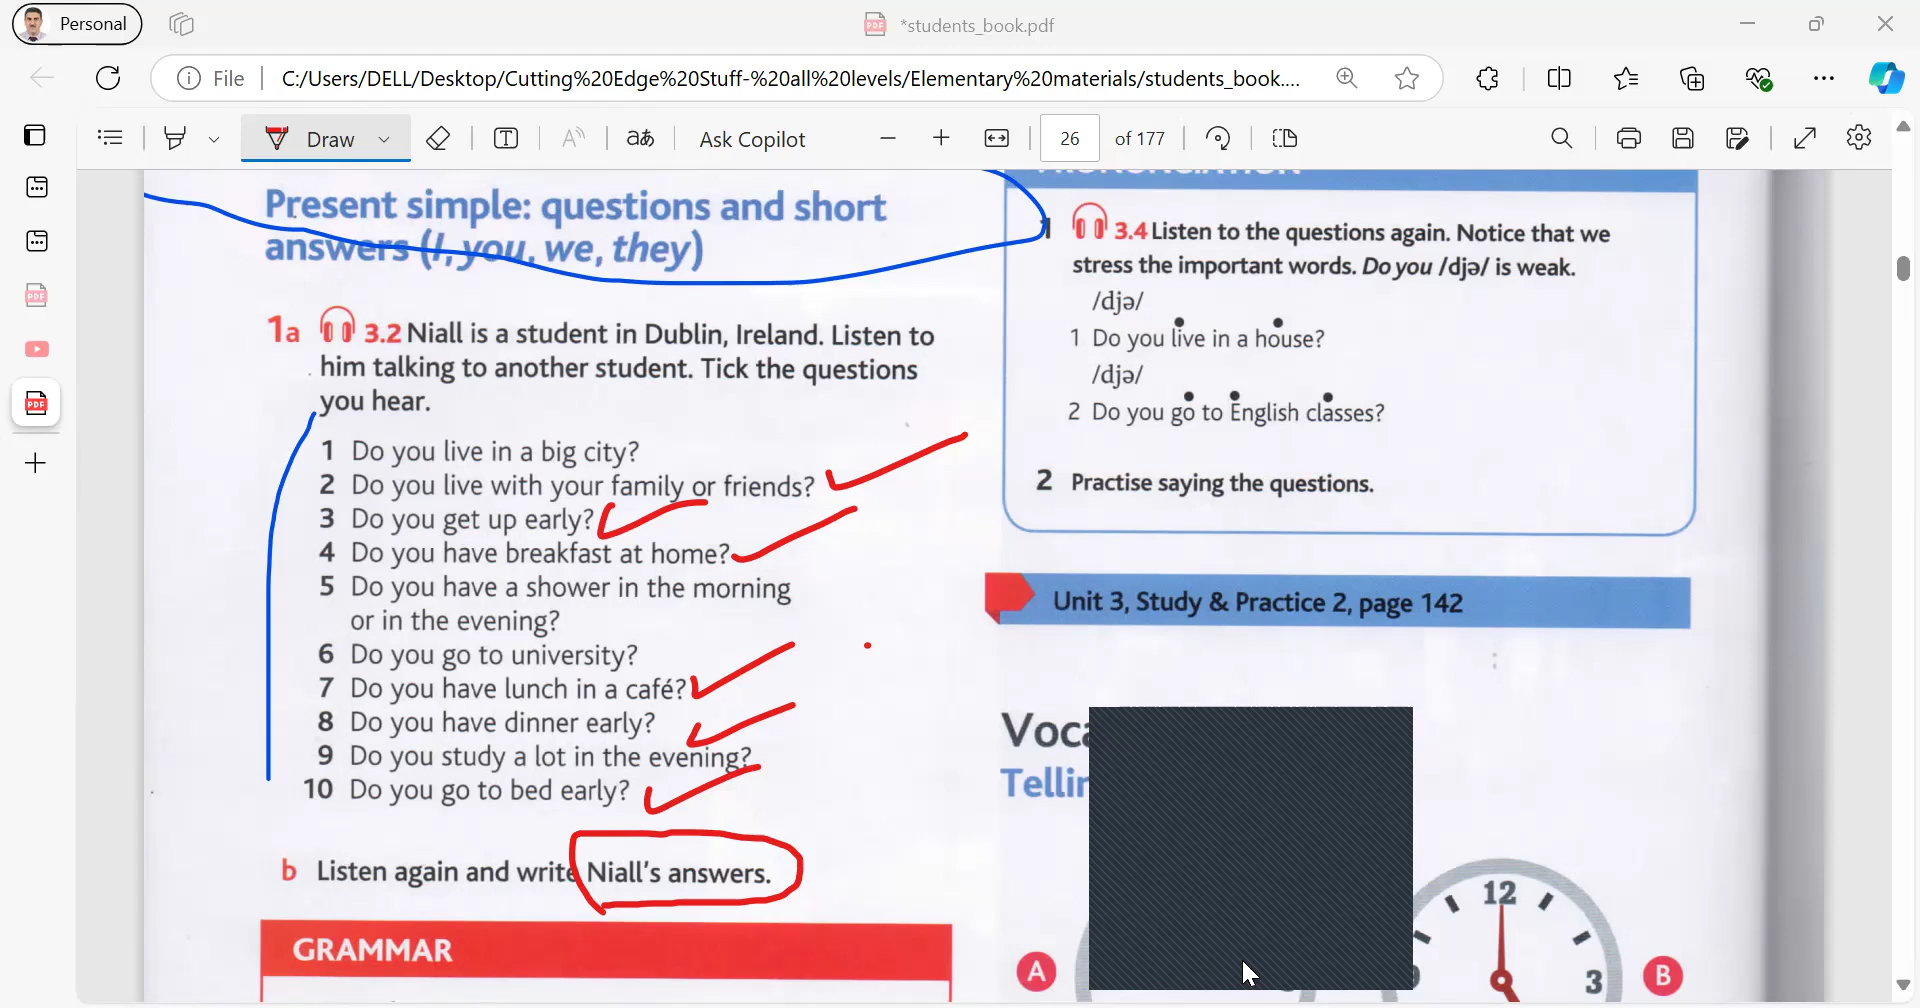 Personal
*students_book.pdf
File
C:/Users/DELL/Desktop/Cutting%20Edge%20Stuff-%20all%20levels/Elementary%20materials/students_book....
Draw
Ask Copilot
26 of 177
Present simple: questions and short
answers (I, you, we, they)
1a 3.2 Niall is a student in Dublin, Ireland. Listen to
him talking to another student. Tick the questions
you hear.
1 Do you live in a big city?
2 Do you live with your family or friends?
3 Do you get up early?
4 Do you have breakfast at home?
5 Do you have a shower in the morning
or in the evening?
6 Do you go to university?
7 Do you have lunch in a café?
8 Do you have dinner early?
9 Do you study a lot in the evening?
10 Do you go to bed early?
b Listen again and write Niall's answers.
GRAMMAR
1 3.4 Listen to the questions again. Notice that we
stress the important words. Do you /djə/ is weak.
/djə/
1 Do you live in a house?
/djə/
2 Do you go to English classes?
2 Practise saying the questions.
Unit 3, Study & Practice 2, page 142
A
12
3
B